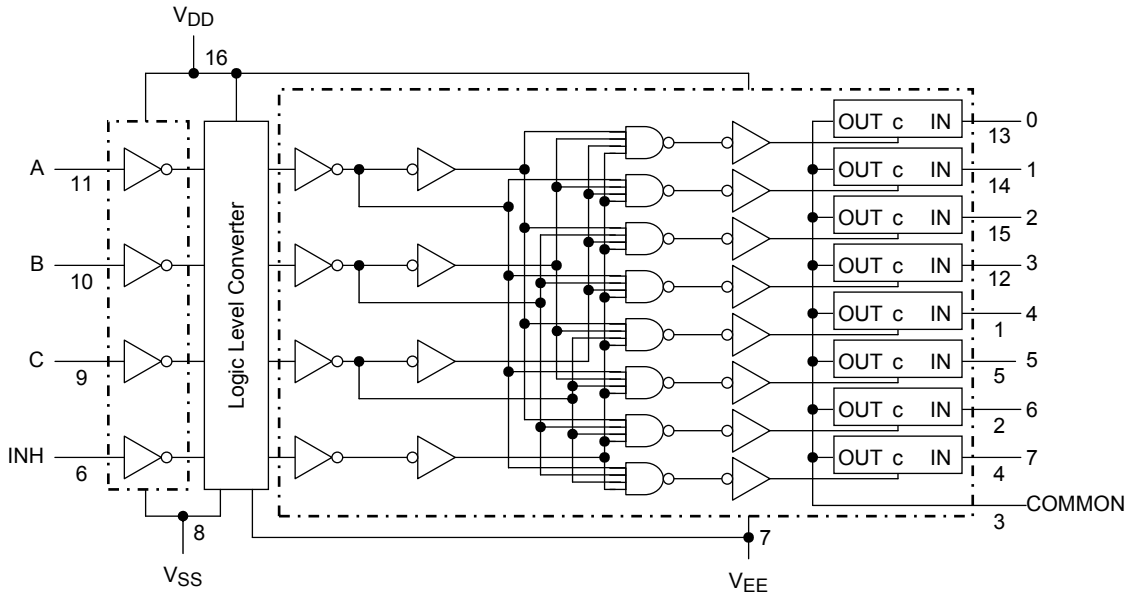 VDD
16
OUT c IN
0
13
A
11
OUT c IN
1
14
OUT c IN
2
15
B
10
Logic Level Converter
OUT c IN
3
12
OUT c IN
4
1
C
9
OUT c IN
5
5
OUT c IN
6
2
INH
6
OUT c IN
7
4
COMMON
3
8
7
VSS
VEE